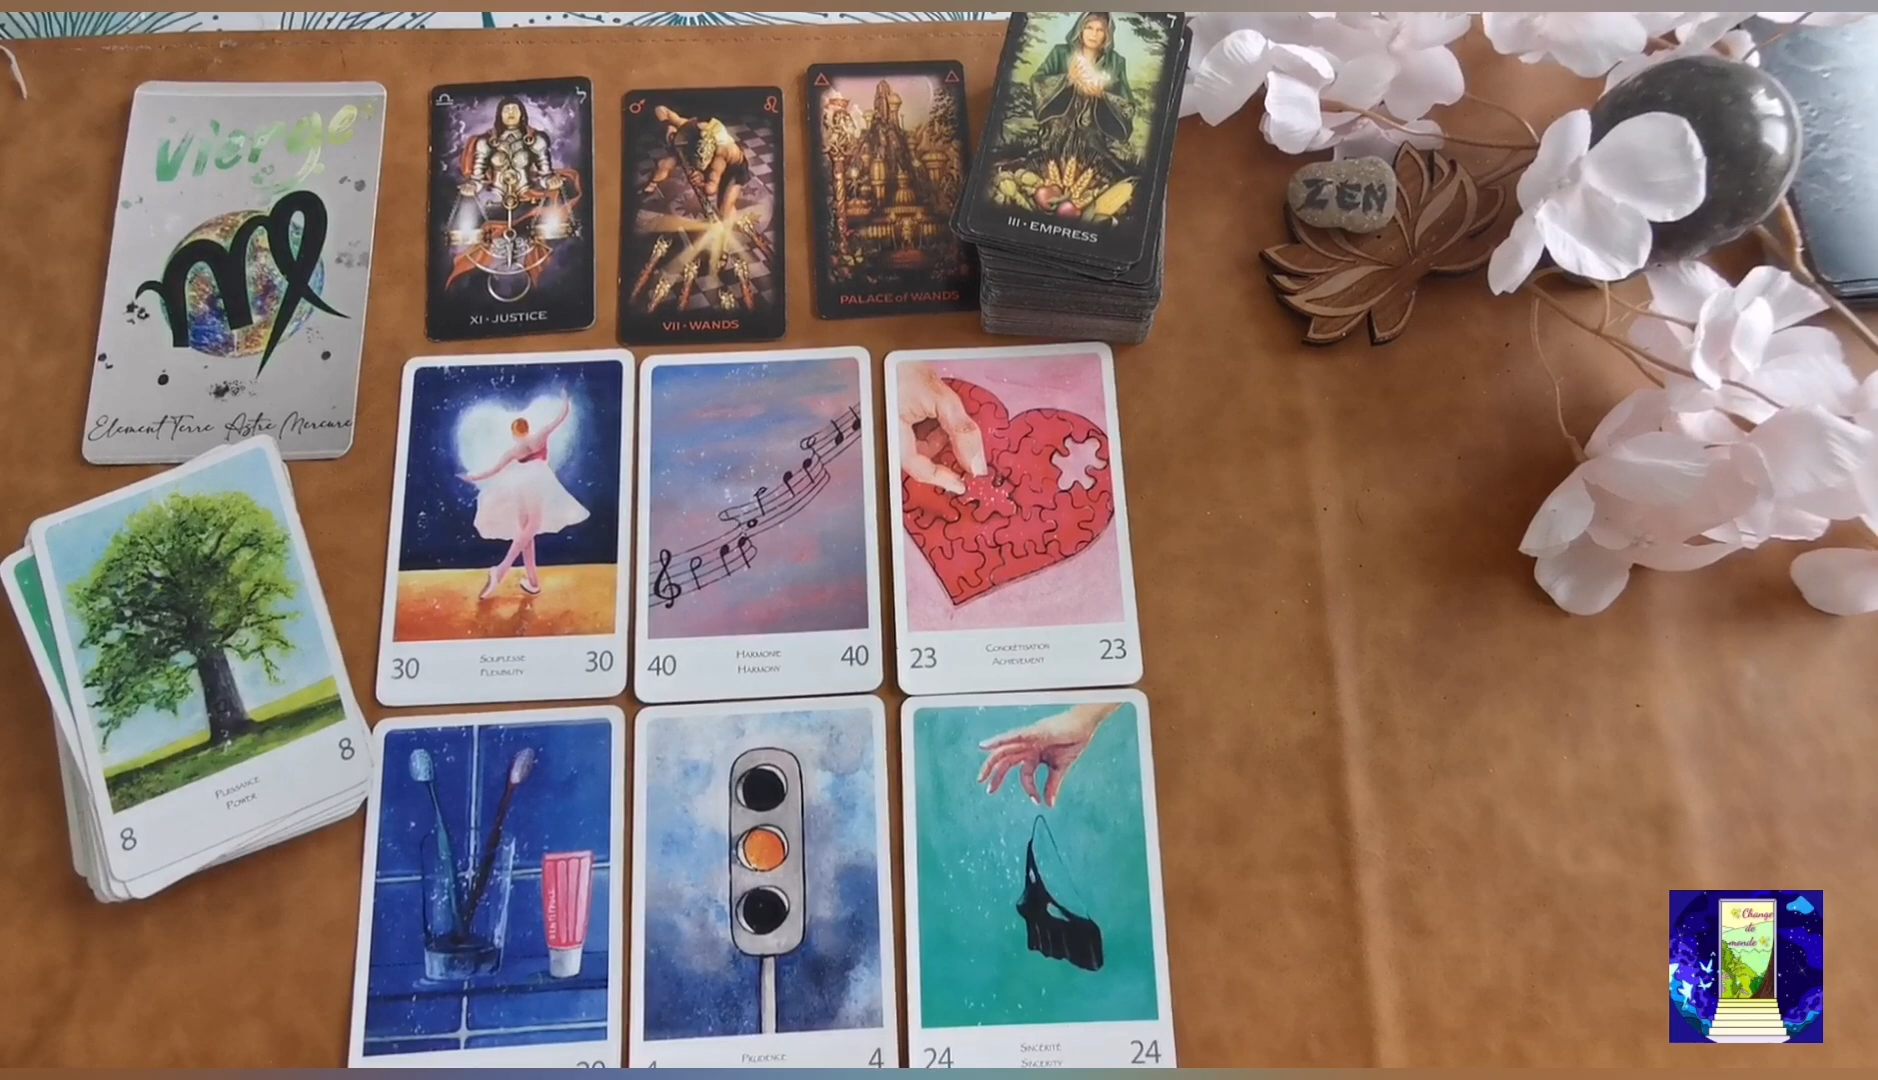 Vierge
Element Terre Astre Mercure
XI · JUSTICE
VII · WANDS
PALACE of WANDS
7
III · EMPRESS
ZEN
30
SOUPLESSE
FLEXIBILITY
30
40
HARMONIE
HARMONY
40
23
CONCRÉTISATION
ACHIEVEMENT
23
8
PUISSANCE
POWER
8
PRUDENCE
4
24
SINCÉRITÉ
SINCERITY
24
Change
de
monde